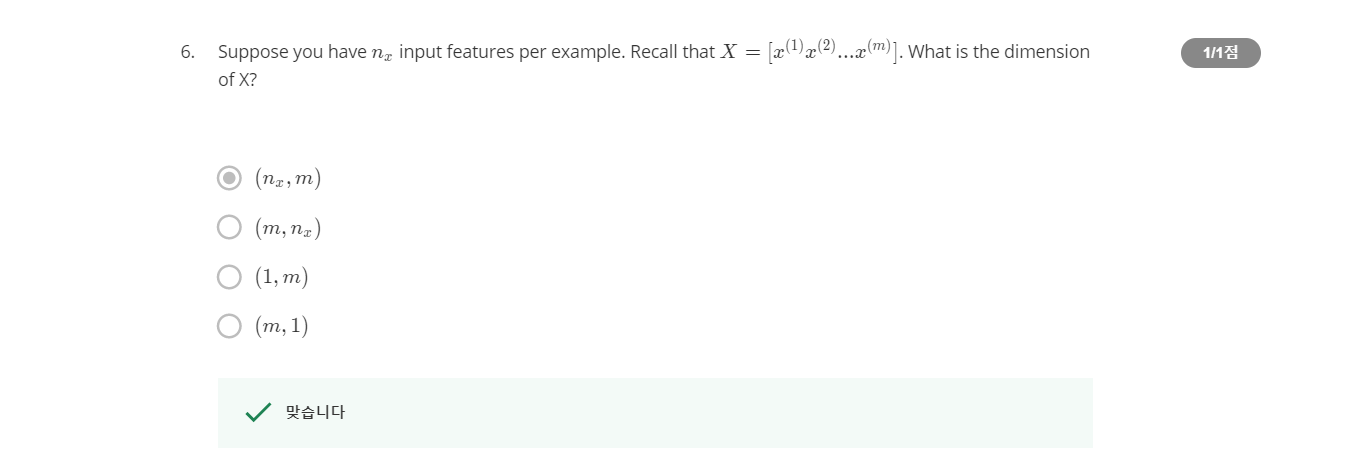 6. Suppose you have $n_x$ input features per example. Recall that $X = [x^{(1)} x^{(2)} ... x^{(m)}]$. What is the dimension
1/1점
of X?
$(n_x, m)$
$(m, n_x)$
$(1, m)$
$(m, 1)$
맞습니다